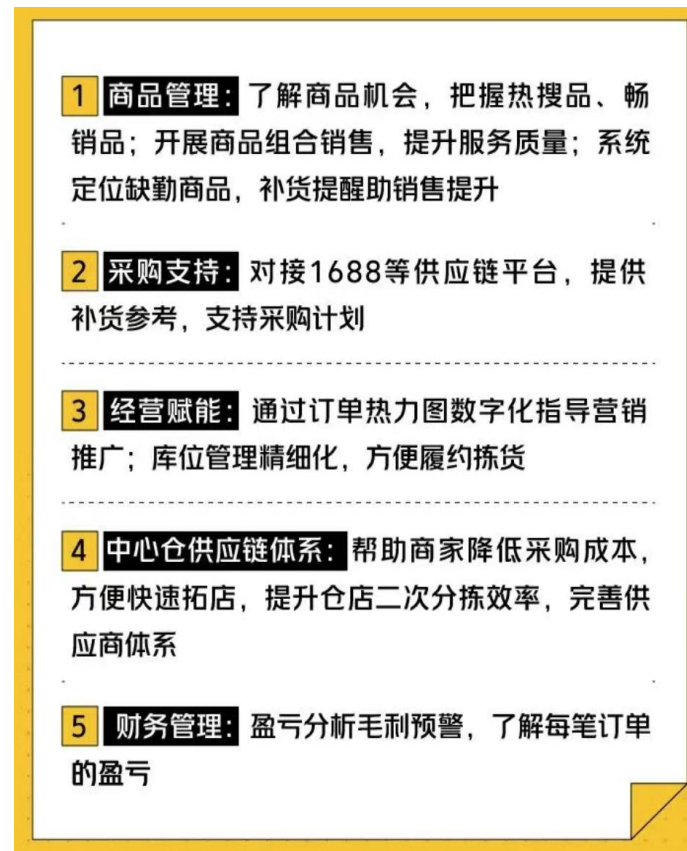 1 商品管理：了解商品机会，把握热搜品、畅
销品；开展商品组合销售，提升服务质量；系统
定位缺勤商品，补货提醒助销售提升
2 采购支持：对接1688等供应链平台，提供
补货参考，支持采购计划
3 经营赋能：通过订单热力图数字化指导营销
推广；库位管理精细化，方便履约拣货
4 中心仓供应链体系：帮助商家降低采购成本，
方便快速拓店，提升仓店二次分拣效率，完善供
应商体系
5 财务管理：盈亏分析毛利预警，了解每笔订单
的盈亏